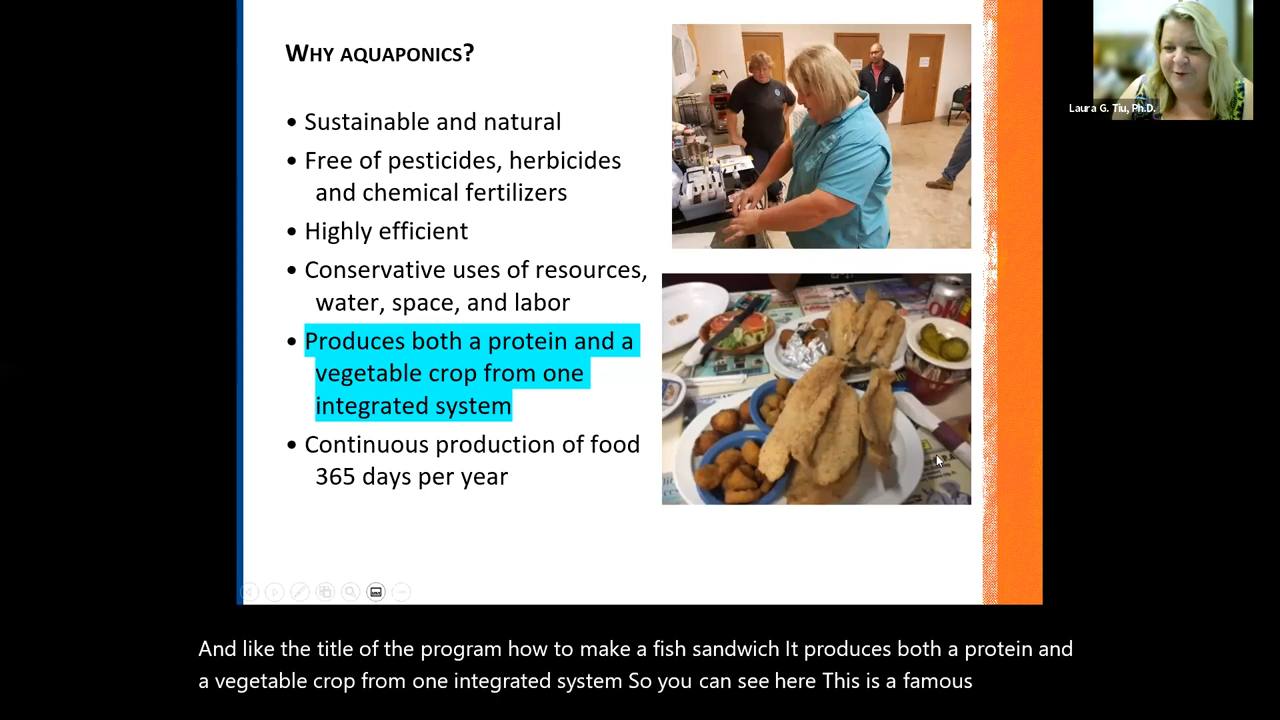 WHY AQUAPONICS?
• Sustainable and natural
• Free of pesticides, herbicides
and chemical fertilizers
• Highly efficient
• Conservative uses of resources,
water, space, and labor
• Produces both a protein and a
vegetable crop from one
integrated system
• Continuous production of food
365 days per year
Laura G. Tiu, Ph.D.
And like the title of the program how to make a fish sandwich It produces both a protein and
a vegetable crop from one integrated system So you can see here This is a famous